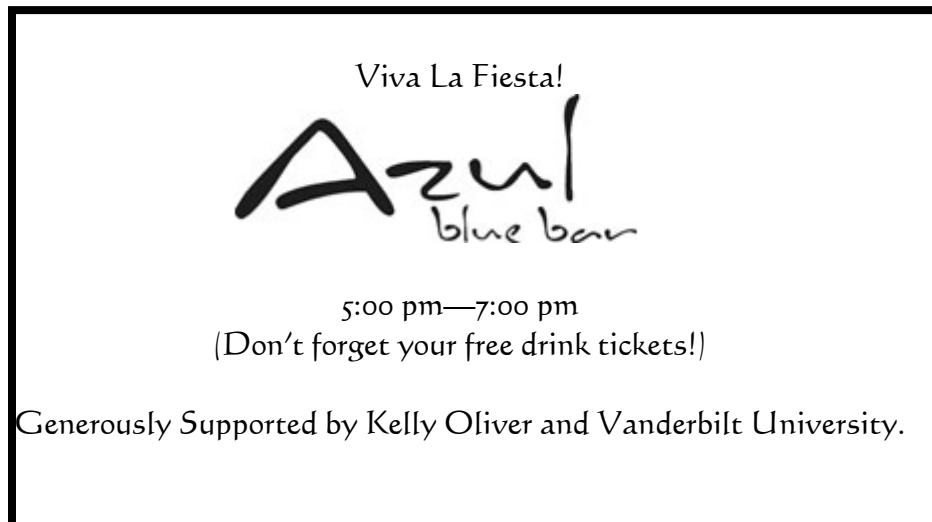 Viva La Fiesta!
Azul
blue bar
5:00 pm—7:00 pm
(Don't forget your free drink tickets!)
Generously Supported by Kelly Oliver and Vanderbilt University.